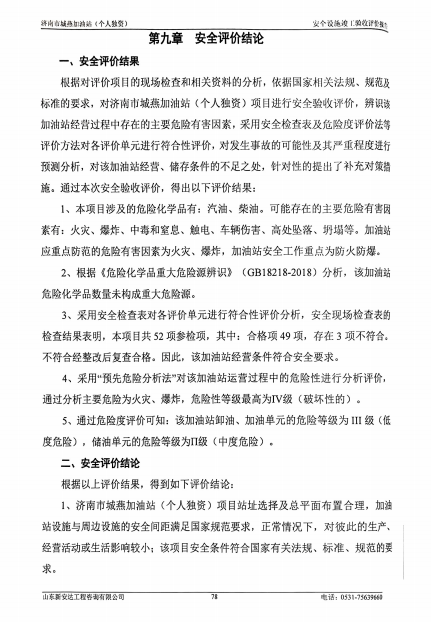 济南市城燕加油站（个人独资）
安全设施竣工验收评价报告
第九章 安全评价结论
一、安全评价结果
根据对评价项目的现场检查和相关资料的分析，依据国家相关法规、规范及
标准的要求，对济南市城燕加油站（个人独资）项目进行安全验收评价，辨识该
加油站经营过程中存在的主要危险有害因素，采用安全检查表及危险度评价法等
评价方法对各评价单元进行符合性评价，对发生事故的可能性及其严重程度进行
预测分析，对该加油站经营、储存条件的不足之处，针对性的提出了补充对策措
施。通过本次安全验收评价，得出以下评价结果：
1、本项目涉及的危险化学品有：汽油、柴油。可能存在的主要危险有害因
素有：火灾、爆炸、中毒和窒息、触电、车辆伤害、高处坠落、坍塌等。加油站
应重点防范的危险有害因素为火灾、爆炸，加油站安全工作重点为防火防爆。
2、根据《危险化学品重大危险源辨识》（GB18218-2018）分析，该加油站
危险化学品数量未构成重大危险源。
3、采用安全检查表对各评价单元进行符合性评价分析，安全现场检查表的
检查结果表明，本项目共 52 项参检项，其中：合格项 49 项，存在 3 项不符合。
不符合经整改后复查合格。因此，该加油站经营条件符合安全要求。
4、采用“预先危险分析法”对该加油站运营过程中的危险性进行分析评价，
通过分析主要危险为火灾、爆炸，危险性等级最高为Ⅳ级（破坏性的）。
5、通过危险度评价可知：该加油站卸油、加油单元的危险等级为 III 级（低
度危险），储油单元的危险等级为Ⅱ级（中度危险）。
二、安全评价结论
根据以上评价结果，得到如下评价结论：
1、济南市城燕加油站（个人独资）项目站址选择及总平面布置合理，加油
站设施与周边设施的安全间距满足国家规范要求，正常情况下，对彼此的生产、
经营活动或生活影响较小；该项目安全条件符合国家有关法规、标准、规范的要
求。
山东新安达工程咨询有限公司
78
电话：0531-75639660